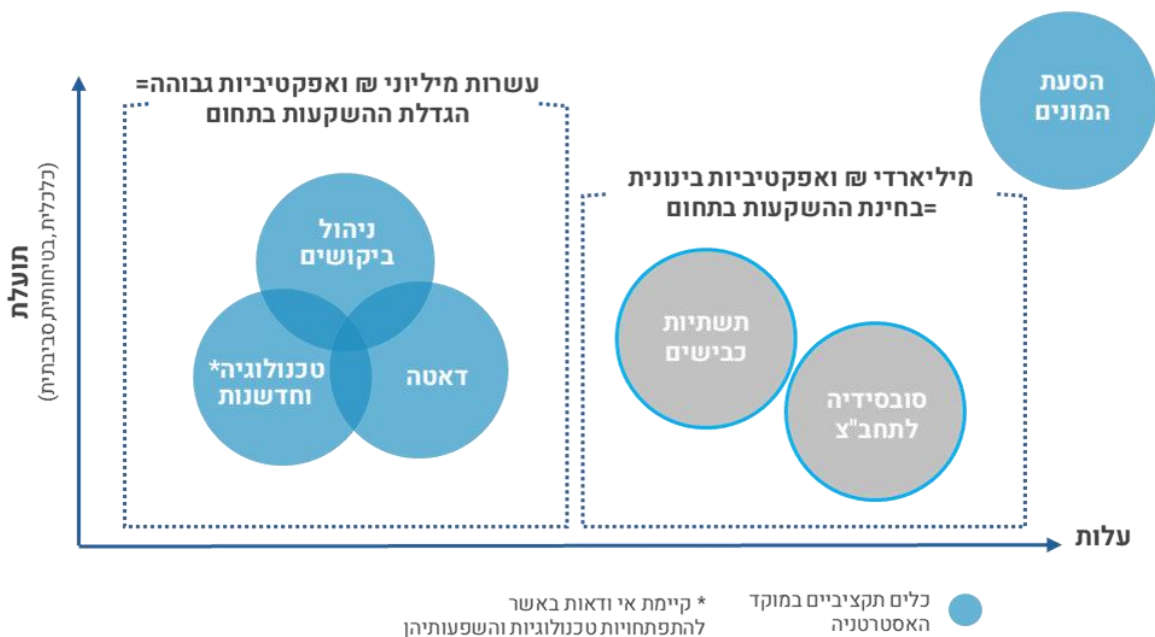 הסעת
המונים
עשרות מיליוני ₪ ואפקטיביות גבוהה=
הגדלת ההשקעות בתחום
מיליארדי ₪ ואפקטיביות בינונית
=בחינת ההשקעות בתחום
ניהול
ביקושים
טכנולוגיה*
וחדשנות
דאטה
תשתיות
כבישים
סובסידיה
לתחב"צ
תועלת
(כלכלית,בטיחותית,סביבתית)
עלות
כלים תקציביים במוקד
האסטרטניה
* קיימת אי ודאות באשר
להתפתחויות טכנולוגיות והשפעותיהן